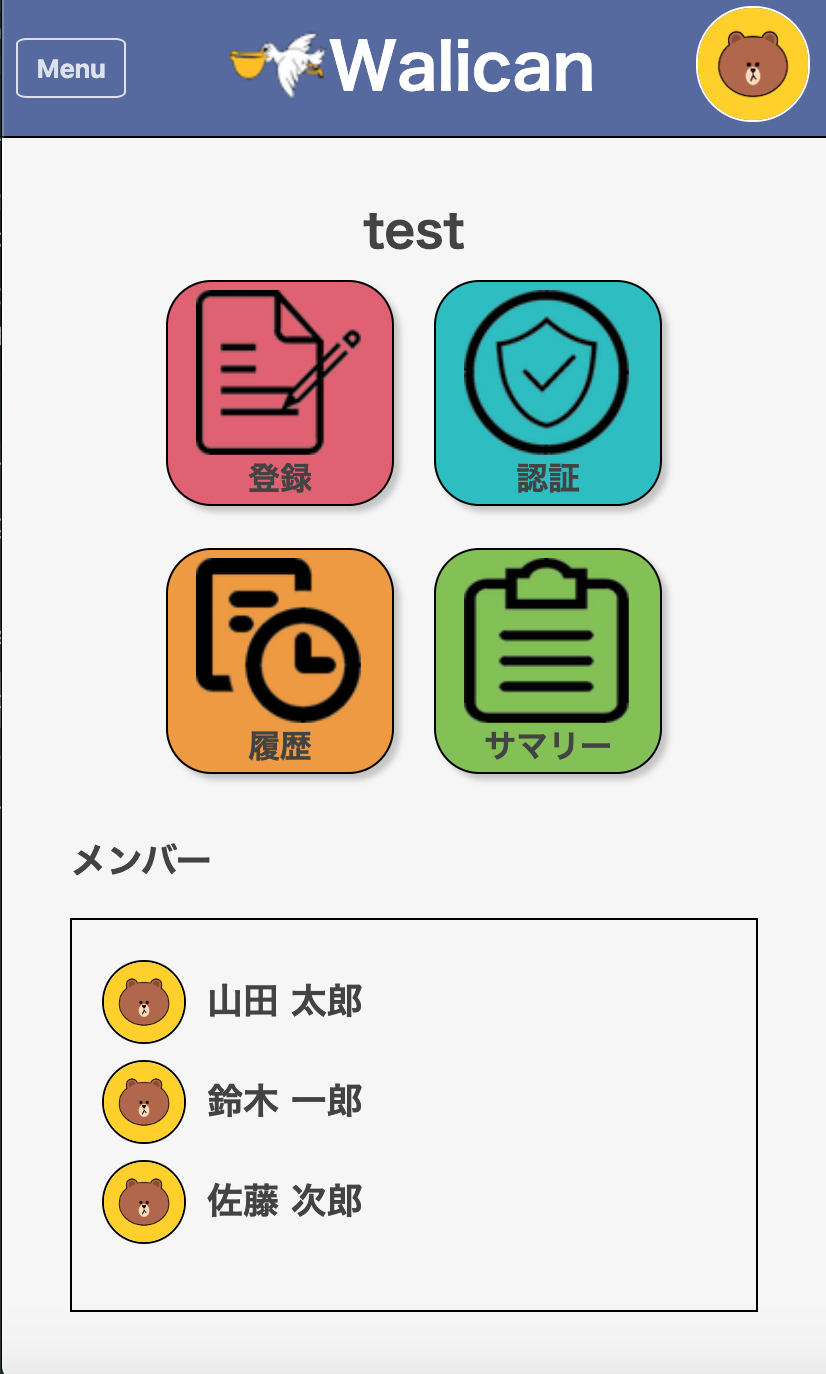 Menu
Walican
test
登録
認証
履歴
サマリー
メンバー
山田 太郎
鈴木 一郎
佐藤 次郎